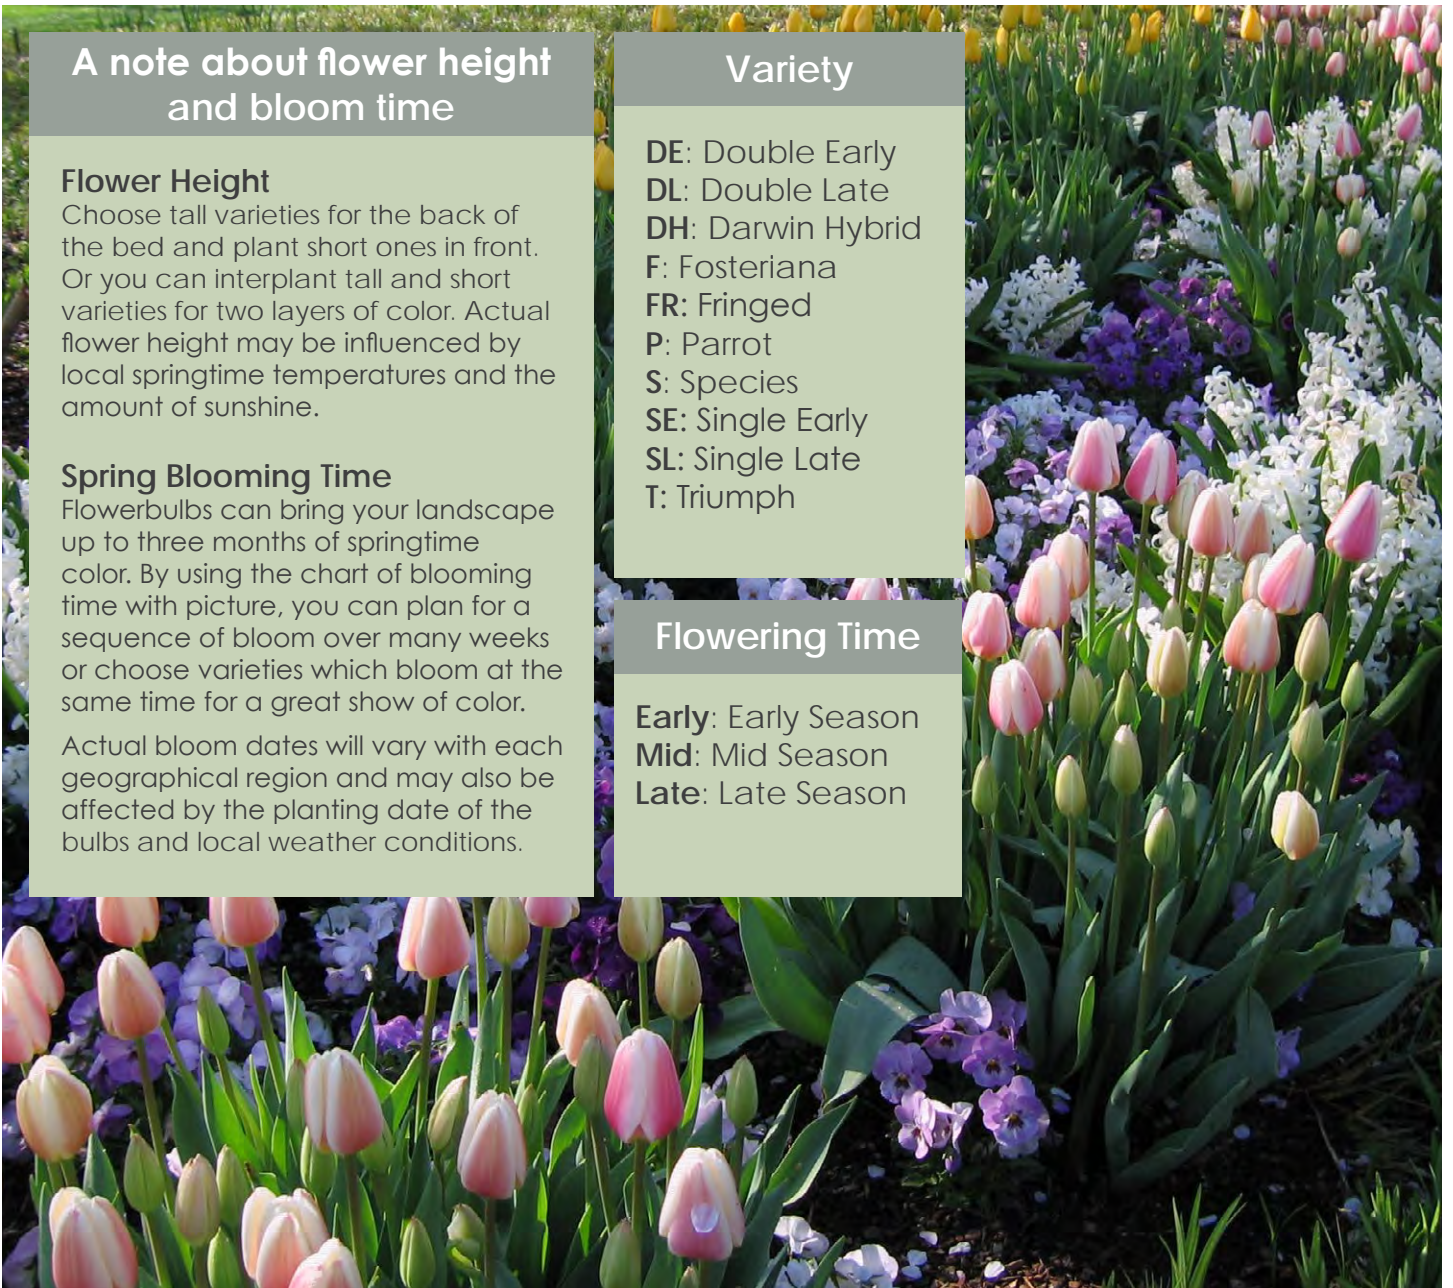 A note about flower height
and bloom time
Flower Height
Choose tall varieties for the back of
the bed and plant short ones in front.
Or you can interplant tall and short
varieties for two layers of color. Actual
flower height may be influenced by
local springtime temperatures and the
amount of sunshine.
Spring Blooming Time
Flowerbulbs can bring your landscape
up to three months of springtime
color. By using the chart of blooming
time with picture, you can plan for a
sequence of bloom over many weeks
or choose varieties which bloom at the
same time for a great show of color.
Actual bloom dates will vary with each
geographical region and may also be
affected by the planting date of the
bulbs and local weather conditions.
Variety
DE: Double Early
DL: Double Late
DH: Darwin Hybrid
F: Fosteriana
FR: Fringed
P: Parrot
S: Species
SE: Single Early
SL: Single Late
T: Triumph
Flowering Time
Early: Early Season
Mid: Mid Season
Late: Late Season